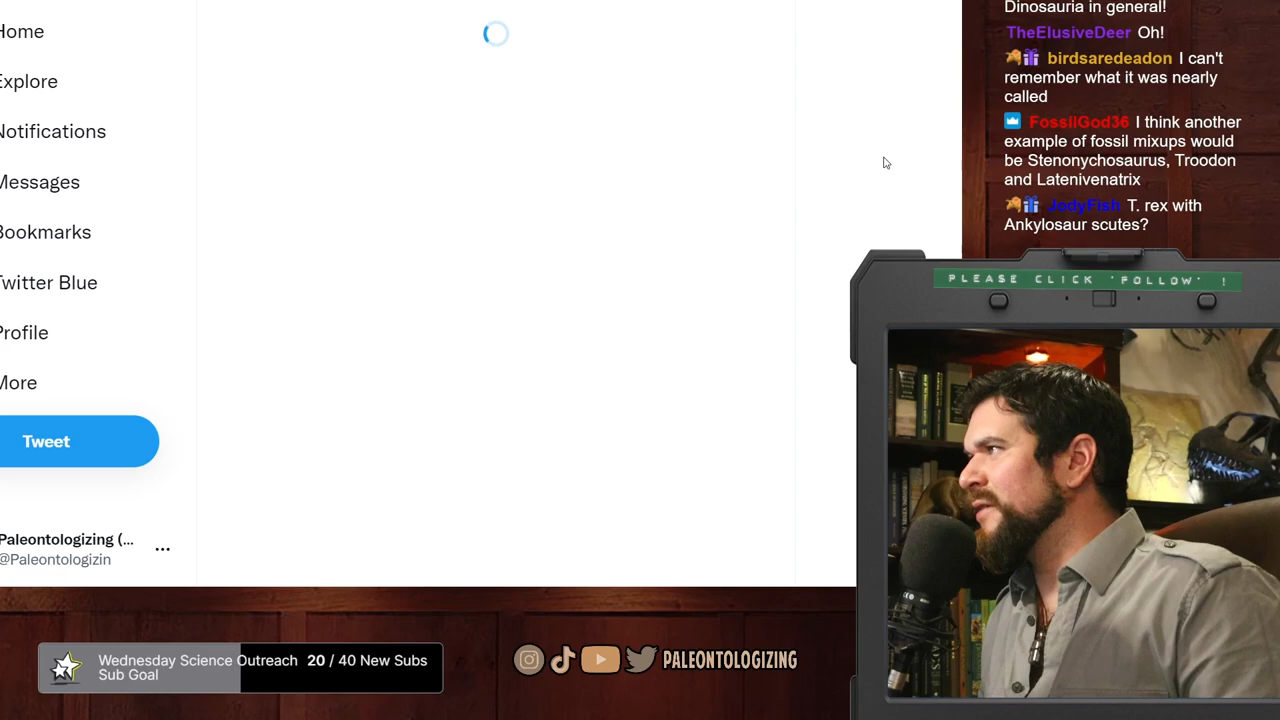 Home
Explore
Notifications
Messages
Bookmarks
Twitter Blue
Profile
More
Tweet
Paleontologizing (...
@Paleontologizin
Dinosauria in general!
TheElusiveDeer Oh!
birdsaredeadon I can't
remember what it was nearly
called
FossilGod36 I think another
example of fossil mixups would
be Stenonychosaurus, Troodon
and Latenivenatrix
JodyFish T. rex with
Ankylosaur scutes?
PLEASE CLICK 'FOLLOW' !
Wednesday Science Outreach 20 / 40 New Subs
Sub Goal
PALEONTOLOGIZING